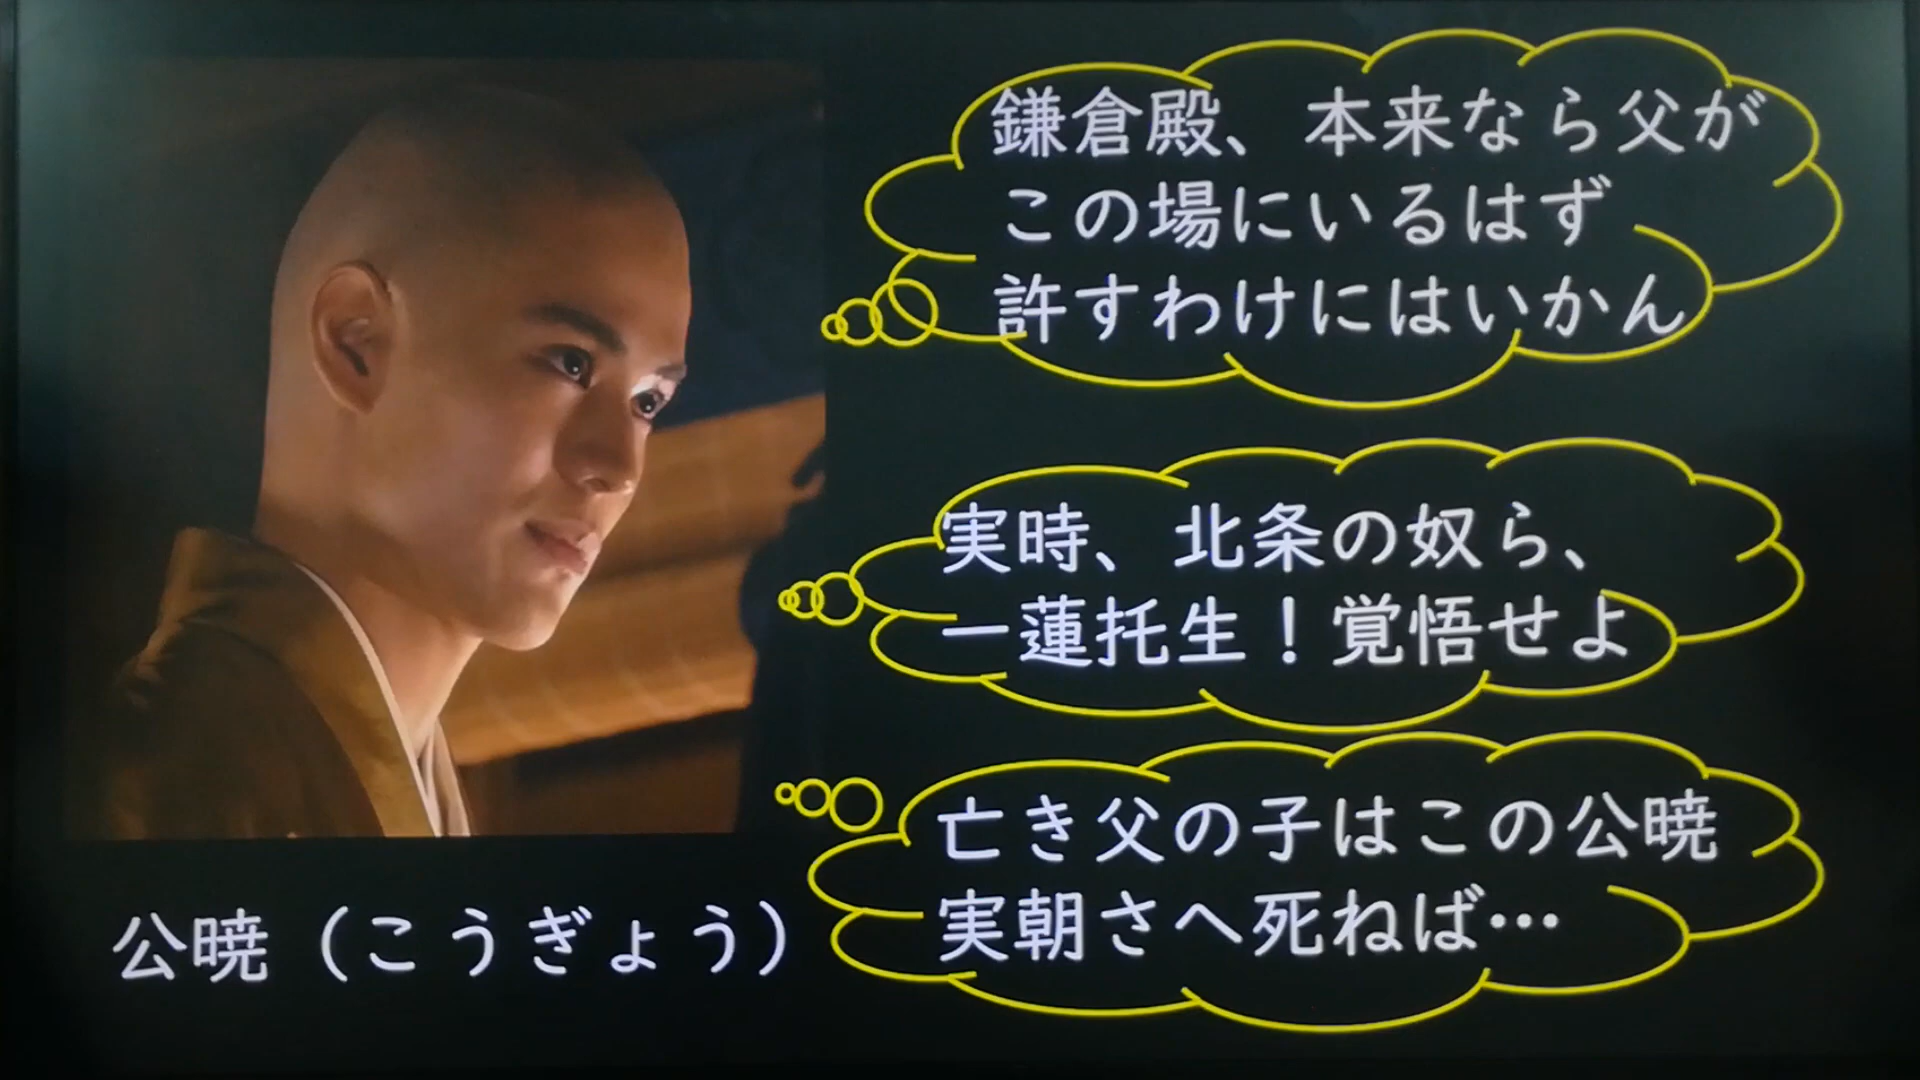 鎌倉殿、本来なら父が
この場にいるはず
許すわけにはいかん
実時、北条の奴ら、
一蓮托生！覚悟せよ
亡き父の子はこの公暁
実朝さへ死ねば…
公暁（こうぎょう）